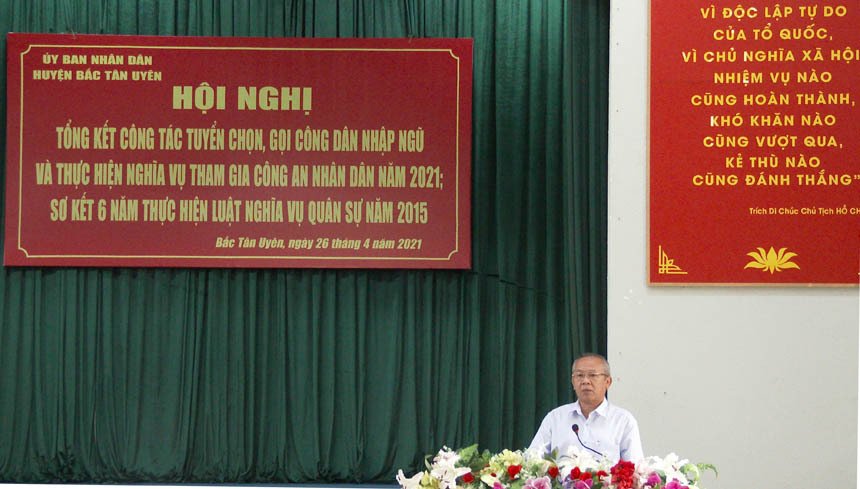 ỦY BAN NHÂN DÂN
HUYỆN BẮC TÂN UYÊN
HỘI NGHỊ
TỔNG KẾT CÔNG TÁC TUYỂN CHỌN, GỌI CÔNG DÂN NHẬP NGŨ
VÀ THỰC HIỆN NGHĨA VỤ THAM GIA CÔNG AN NHÂN DÂN NĂM 2021;
SƠ KẾT 6 NĂM THỰC HIỆN LUẬT NGHĨA VỤ QUÂN SỰ NĂM 2015
Bắc Tân Uyên, ngày 26 tháng 4 năm 2021
VÌ ĐỘC LẬP TỰ DO
CỦA TỔ QUỐC,
VÌ CHỦ NGHĨA XÃ HỘI
NHIỆM VỤ NÀO
CŨNG HOÀN THÀNH,
KHÓ KHĂN NÀO
CŨNG VƯỢT QUA,
KẺ THÙ NÀO
CŨNG ĐÁNH THẮNG"
Trích Di Chúc Chủ Tịch HỒ CH